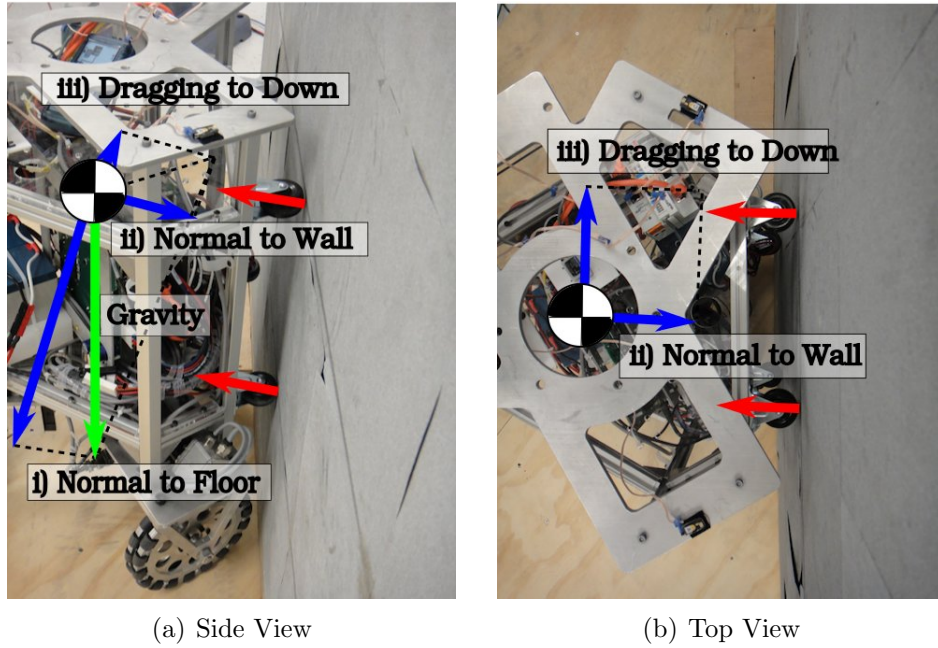 iii) Dragging to Down
ii) Normal to Wall
Gravity
i) Normal to Floor
iii) Dragging to Down
ii) Normal to Wall
(a) Side View
(b) Top View